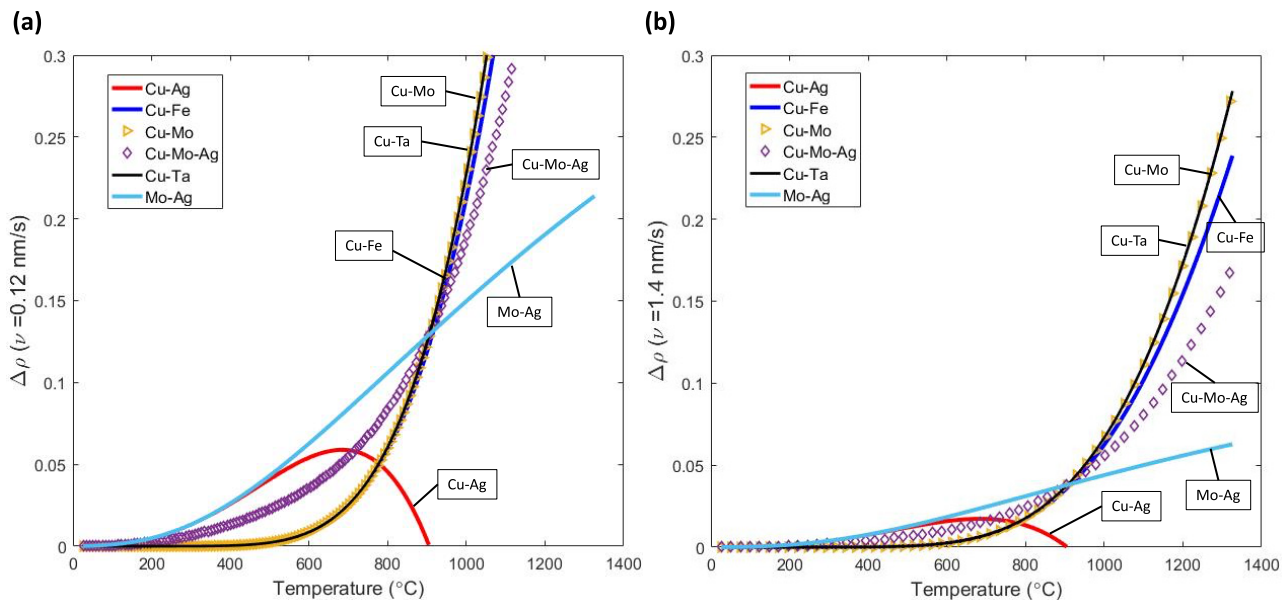 (a)
Δρ (ν =0.12 nm/s)
0.3
0.25
0.2
0.15
0.1
0.05
0
Cu-Ag
Cu-Fe
Cu-Mo
Cu-Mo-Ag
Cu-Ta
Mo-Ag
Cu-Mo
Cu-Ta
Cu-Mo-Ag
Cu-Fe
Mo-Ag
Cu-Ag
0 200 400 600 800 1000 1200 1400
Temperature (°C)
(b)
Δρ (ν =1.4 nm/s)
0.3
0.25
0.2
0.15
0.1
0.05
0
Cu-Ag
Cu-Fe
Cu-Mo
Cu-Mo-Ag
Cu-Ta
Mo-Ag
Cu-Mo
Cu-Ta
Cu-Fe
Cu-Mo-Ag
Mo-Ag
Cu-Ag
0 200 400 600 800 1000 1200 1400
Temperature (°C)